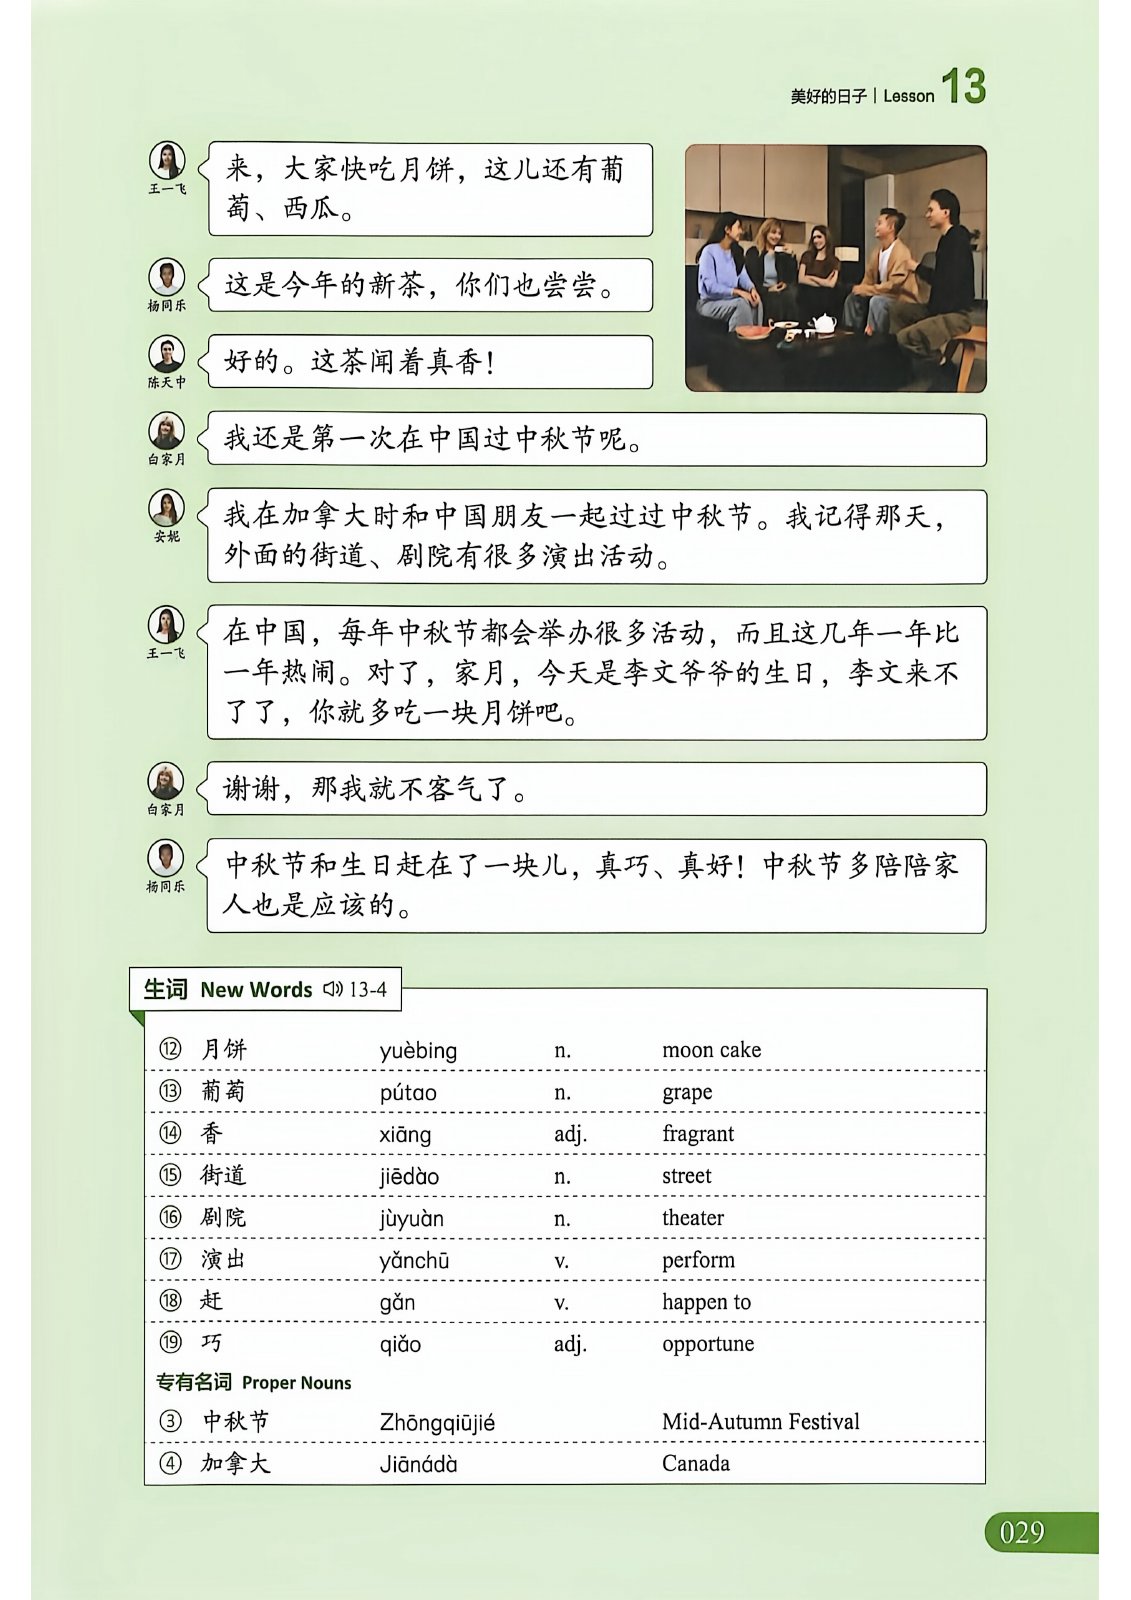 美好的日子 | Lesson 13
王一飞
来，大家快吃月饼，这儿还有葡
萄、西瓜。
杨同乐
这是今年的新茶，你们也尝尝。
陈天中
好的。这茶闻着真香！
白家月
我还是第一次在中国过中秋节呢。
安妮
我在加拿大时和中国朋友一起过过中秋节。我记得那天，
外面的街道、剧院有很多演出活动。
王一飞
在中国，每年中秋节都会举办很多活动，而且这几年一年比
一年热闹。对了，家月，今天是李文爷爷的生日，李文来不
了了，你就多吃一块月饼吧。
白家月
谢谢，那我就不客气了。
杨同乐
中秋节和生日赶在了一块儿，真巧、真好！中秋节多陪陪家
人也是应该的。
生词 New Words 13-4
⑫ 月饼 yuèbing n. moon cake
⑬ 葡萄 pútao n. grape
⑭ 香 xiāng adj. fragrant
⑮ 街道 jiēdào n. street
⑯ 剧院 jùyuàn n. theater
⑰ 演出 yǎnchū v. perform
⑱ 赶 gǎn v. happen to
⑲ 巧 qiǎo adj. opportune
专有名词 Proper Nouns
③ 中秋节 Zhōngqiūjié Mid-Autumn Festival
④ 加拿大 Jiānádà Canada
029